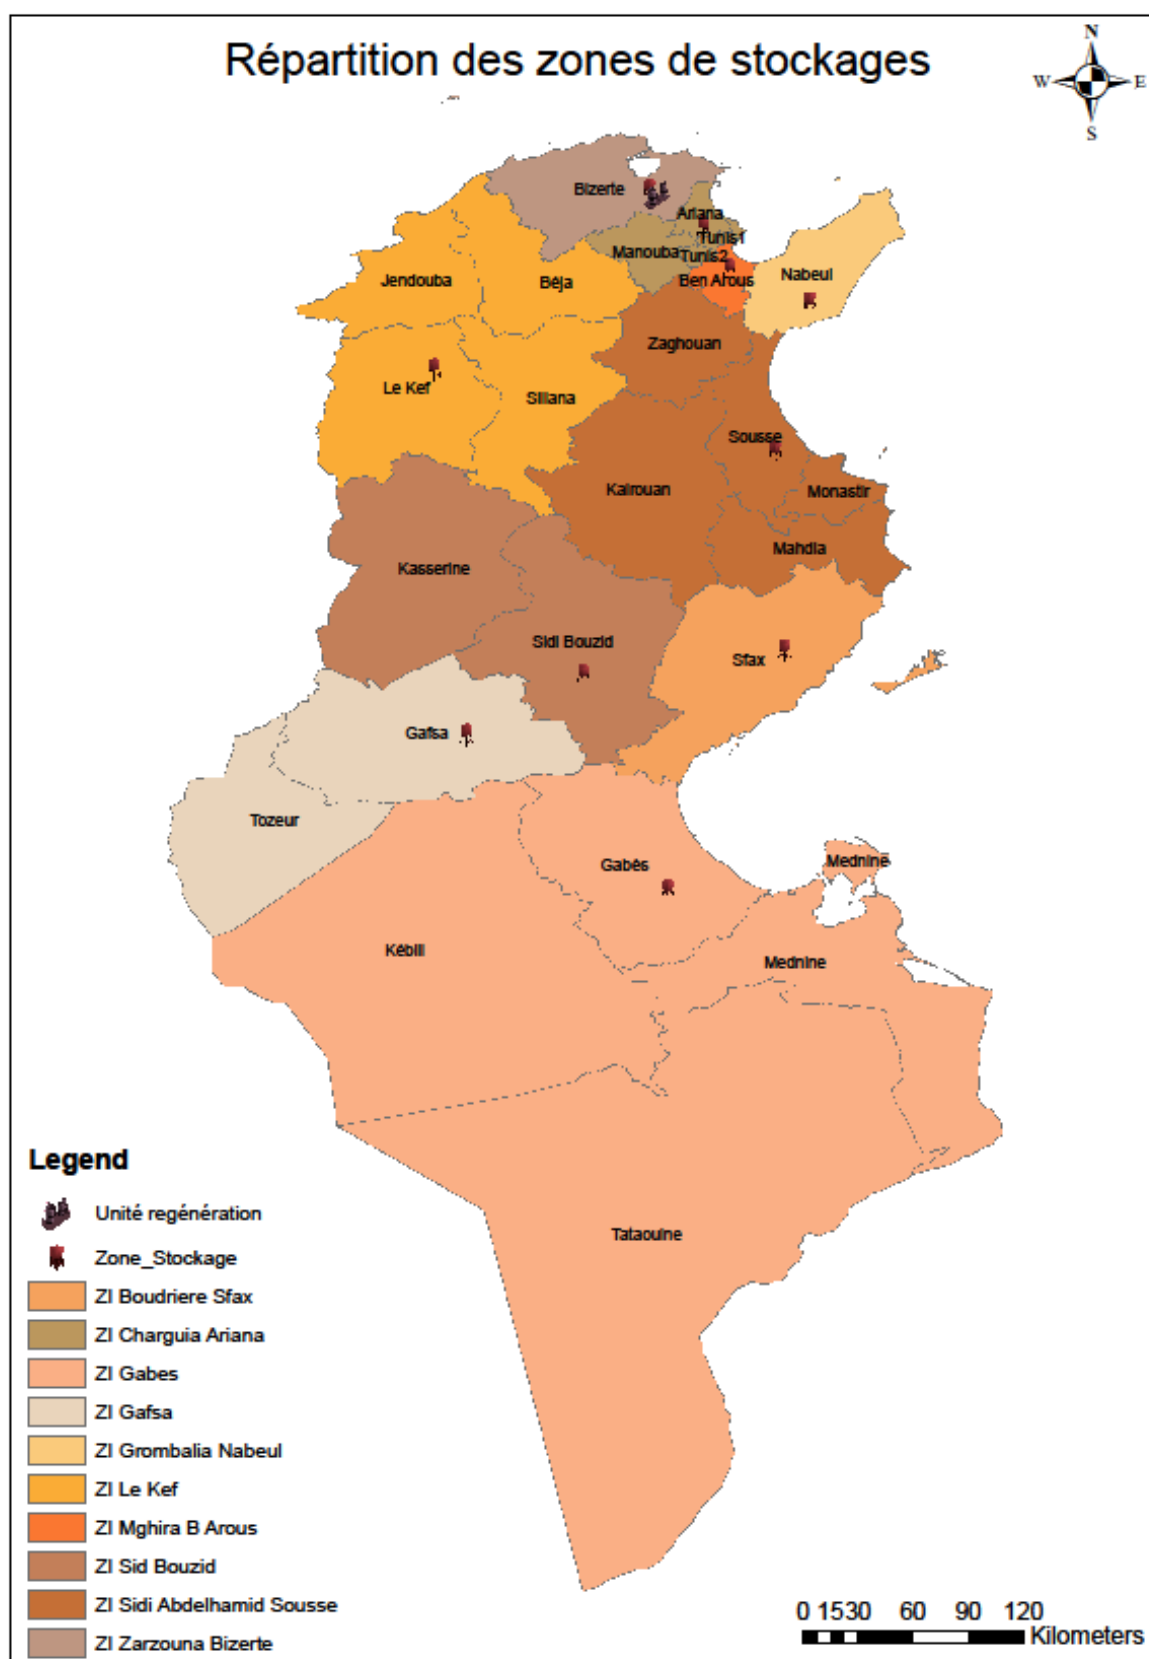 Répartition des zones de stockages
N
W E
S
Bizerte
Ariana
Tunis1
Manouba
Tunis2
Ben Arous
Nabeul
Jendouba
Béja
Zaghouan
Le Kef
Siliana
Sousse
Kairouan
Monastir
Mahdia
Kasserine
Sidi Bouzid
Sfax
Gafsa
Tozeur
Gabès
Mednine
Kébili
Mednine
Tataouine
Legend
Unité regénération
Zone_Stockage
ZI Boudriere Sfax
ZI Charguia Ariana
ZI Gabes
ZI Gafsa
ZI Grombalia Nabeul
ZI Le Kef
ZI Mghira B Arous
ZI Sid Bouzid
ZI Sidi Abdelhamid Sousse
ZI Zarzouna Bizerte
0 15 30 60 90 120
Kilometers